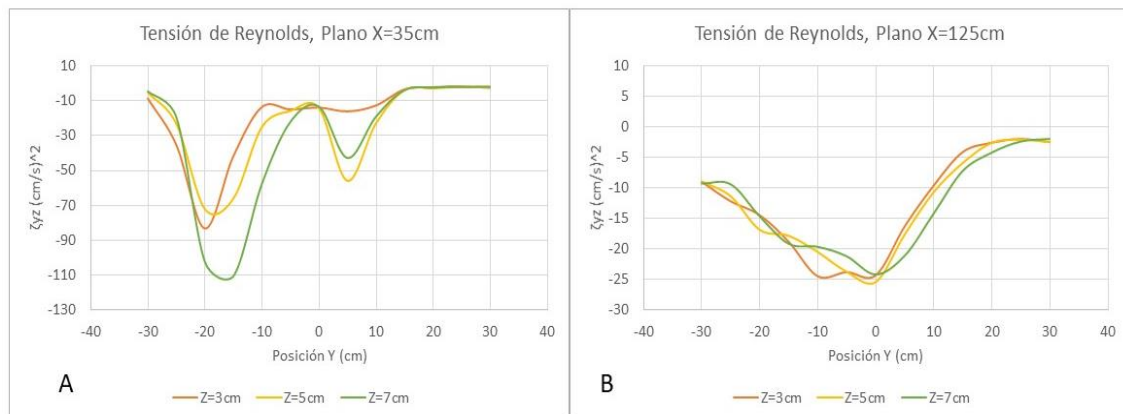 Tensión de Reynolds, Plano X=35cm
10
-10
-30
-50
-70
-90
-110
-130
ζyz (cm/s)^2
-40 -30 -20 -10 0 10 20 30 40
Posición Y (cm)
A
Z=3cm Z=5cm Z=7cm
Tensión de Reynolds, Plano X=125cm
10
5
0
-5
-10
-15
-20
-25
-30
ζyz (cm/s)^2
-40 -30 -20 -10 0 10 20 30 40
Posición Y (cm)
B
Z=3cm Z=5cm Z=7cm